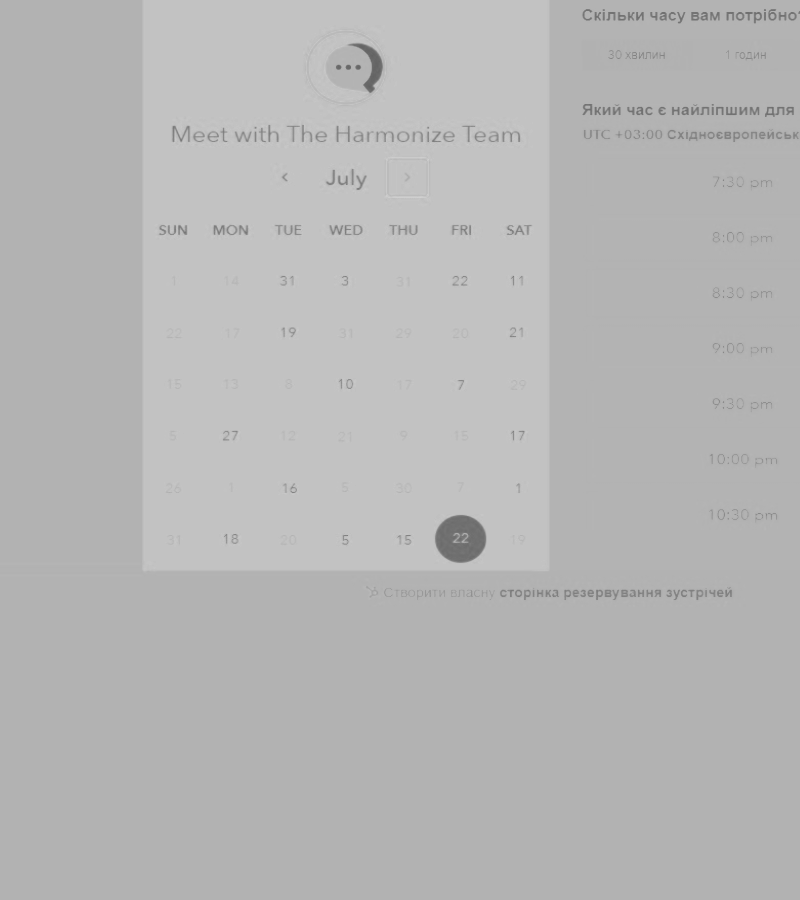 Meet with The Harmonize Team
July
SUN MON TUE WED THU FRI SAT
1 14 31 3 31 22 11
22 17 19 31 29 20 21
15 13 8 10 17 7 29
5 27 12 21 9 15 17
26 1 16 5 30 7 1
31 18 20 5 15 22 19
Скільки часу вам потрібно?
30 хвилин 1 годин
Який час є найліпшим для
UTC +03:00
7:30 pm
8:00 pm
8:30 pm
9:00 pm
9:30 pm
10:00 pm
10:30 pm
Створити власну сторінка резервування зустрічей